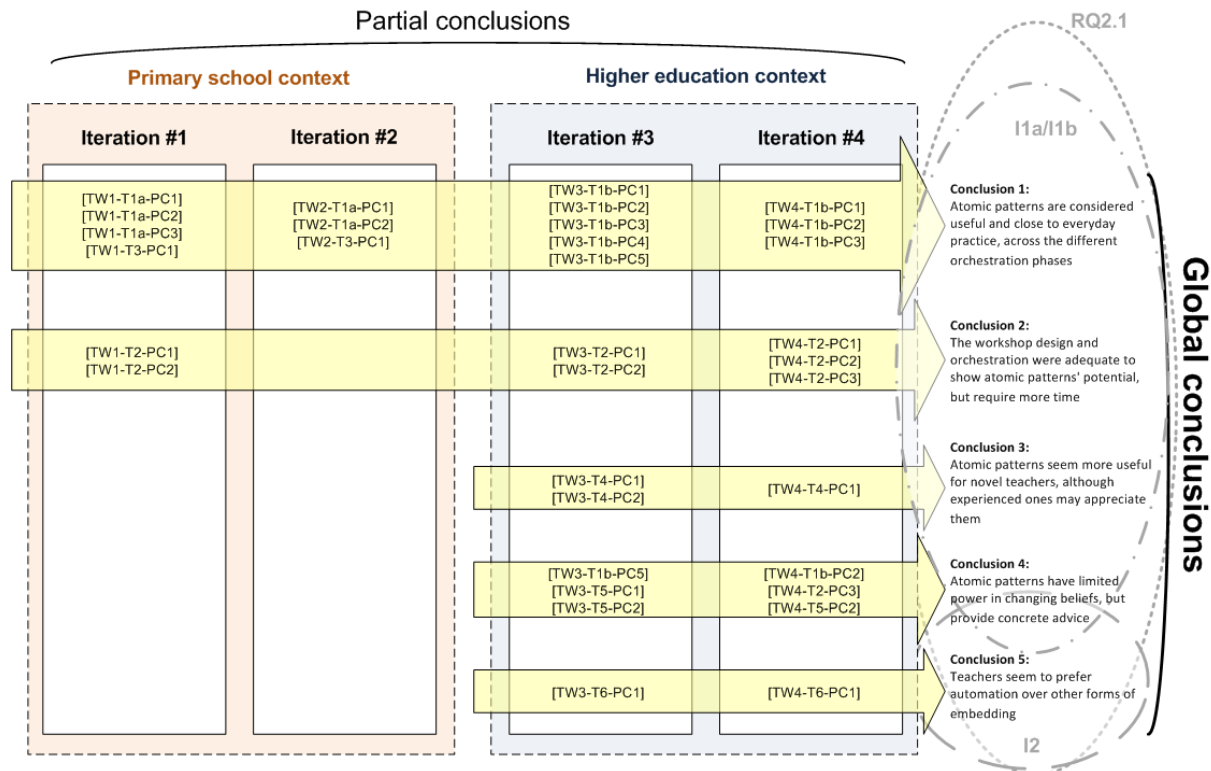 Partial conclusions
RQ2.1
Primary school context
Higher education context
I1a/I1b
Iteration #1
Iteration #2
Iteration #3
Iteration #4
[TW1-T1a-PC1]
[TW1-T1a-PC2]
[TW1-T1a-PC3]
[TW1-T3-PC1]
[TW2-T1a-PC1]
[TW2-T1a-PC2]
[TW2-T3-PC1]
[TW3-T1b-PC1]
[TW3-T1b-PC2]
[TW3-T1b-PC3]
[TW3-T1b-PC4]
[TW3-T1b-PC5]
[TW4-T1b-PC1]
[TW4-T1b-PC2]
[TW4-T1b-PC3]
Conclusion 1:
Atomic patterns are considered
useful and close to everyday
practice, across the different
orchestration phases
[TW1-T2-PC1]
[TW1-T2-PC2]
[TW3-T2-PC1]
[TW3-T2-PC2]
[TW4-T2-PC1]
[TW4-T2-PC2]
[TW4-T2-PC3]
Conclusion 2:
The workshop design and
orchestration were adequate to
show atomic patterns' potential,
but require more time
[TW3-T4-PC1]
[TW3-T4-PC2]
[TW4-T4-PC1]
Conclusion 3:
Atomic patterns seem more useful
for novel teachers, although
experienced ones may appreciate
them
[TW3-T1b-PC5]
[TW3-T5-PC1]
[TW3-T5-PC2]
[TW4-T1b-PC2]
[TW4-T2-PC3]
[TW4-T5-PC2]
Conclusion 4:
Atomic patterns have limited
power in changing beliefs, but
provide concrete advice
[TW3-T6-PC1]
[TW4-T6-PC1]
Conclusion 5:
Teachers seem to prefer
automation over other forms of
embedding
I2
Global conclusions